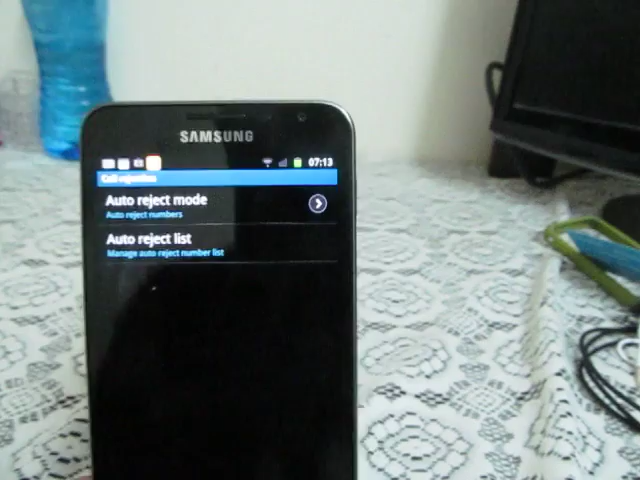 SAMSUNG
07:13
Call rejection
Auto reject mode
Auto reject numbers
Auto reject list
Manage auto reject number list